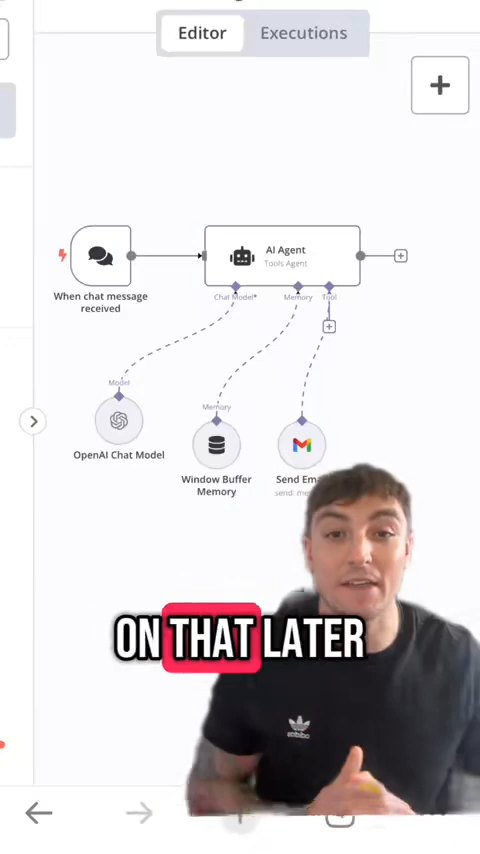 Editor
Executions
When chat message
received
AI Agent
Tools Agent
Chat Model*
Memory
Tool
Model
OpenAI Chat Model
Memory
Window Buffer
Memory
send:
ON THAT LATER